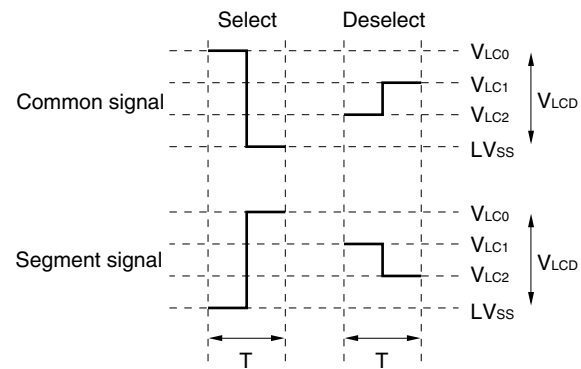 Select Deselect
VLC0
VLC1
Common signal
VLCD
VLC2
LVSS
VLC0
VLC1
Segment signal
VLCD
VLC2
LVSS
T T